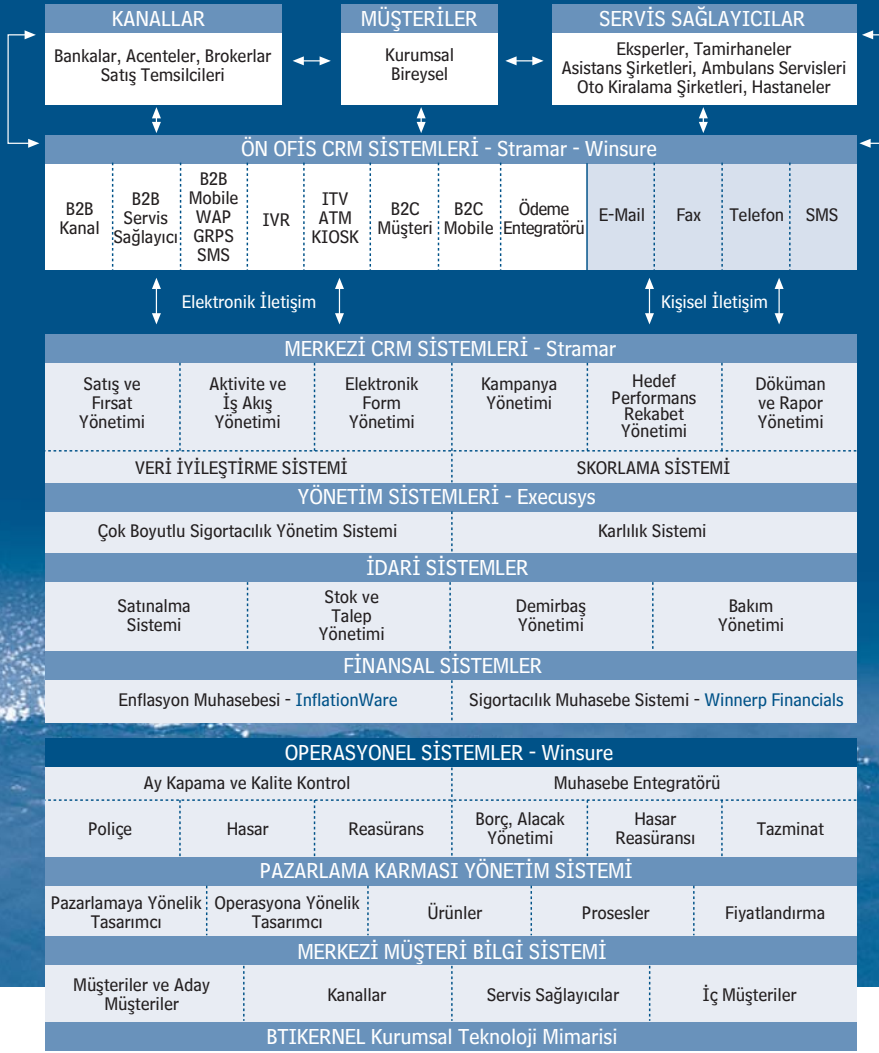 KANALLAR
Bankalar, Acenteler, Brokerlar
Satış Temsilcileri
MÜŞTERİLER
Kurumsal
Bireysel
SERVİS SAĞLAYICILAR
Eksperler, Tamirhaneler
Asistans Şirketleri, Ambulans Servisleri
Oto Kiralama Şirketleri, Hastaneler
ÖN OFİS CRM SİSTEMLERİ - Stramar - Winsure
B2B
Kanal
B2B
Servis
Sağlayıcı
B2B
Mobile
WAP
GRPS
SMS
IVR
ITV
ATM
KIOSK
B2C
Müşteri
B2C
Mobile
Ödeme
Entegratörü
E-Mail
Fax
Telefon
SMS
Elektronik İletişim
Kişisel İletişim
MERKEZİ CRM SİSTEMLERİ - Stramar
Satış ve
Fırsat
Yönetimi
Aktivite ve
İş Akış
Yönetimi
Elektronik
Form
Yönetimi
Kampanya
Yönetimi
Hedef
Performans
Rekabet
Yönetimi
Döküman
ve Rapor
Yönetimi
VERİ İYİLEŞTİRME SİSTEMİ
SKORLAMA SİSTEMİ
YÖNETİM SİSTEMLERİ - Execusys
Çok Boyutlu Sigortacılık Yönetim Sistemi
Karlılık Sistemi
İDARİ SİSTEMLER
Satınalma
Sistemi
Stok ve
Talep
Yönetimi
Demirbaş
Yönetimi
Bakım
Yönetimi
FİNANSAL SİSTEMLER
Enflasyon Muhasebesi - InflationWare
Sigortacılık Muhasebe Sistemi - Winnerp Financials
OPERASYONEL SİSTEMLER - Winsure
Ay Kapama ve Kalite Kontrol
Muhasebe Entegratörü
Poliçe
Hasar
Reasürans
Borç, Alacak
Yönetimi
Hasar
Reasüransı
Tazminat
PAZARLAMA KARMASI YÖNETİM SİSTEMİ
Pazarlamaya Yönelik
Tasarımcı
Operasyona Yönelik
Tasarımcı
Ürünler
Prosesler
Fiyatlandırma
MERKEZİ MÜŞTERİ BİLGİ SİSTEMİ
Müşteriler ve Aday
Müşteriler
Kanallar
Servis Sağlayıcılar
İç Müşteriler
BTIKERNEL Kurumsal Teknoloji Mimarisi